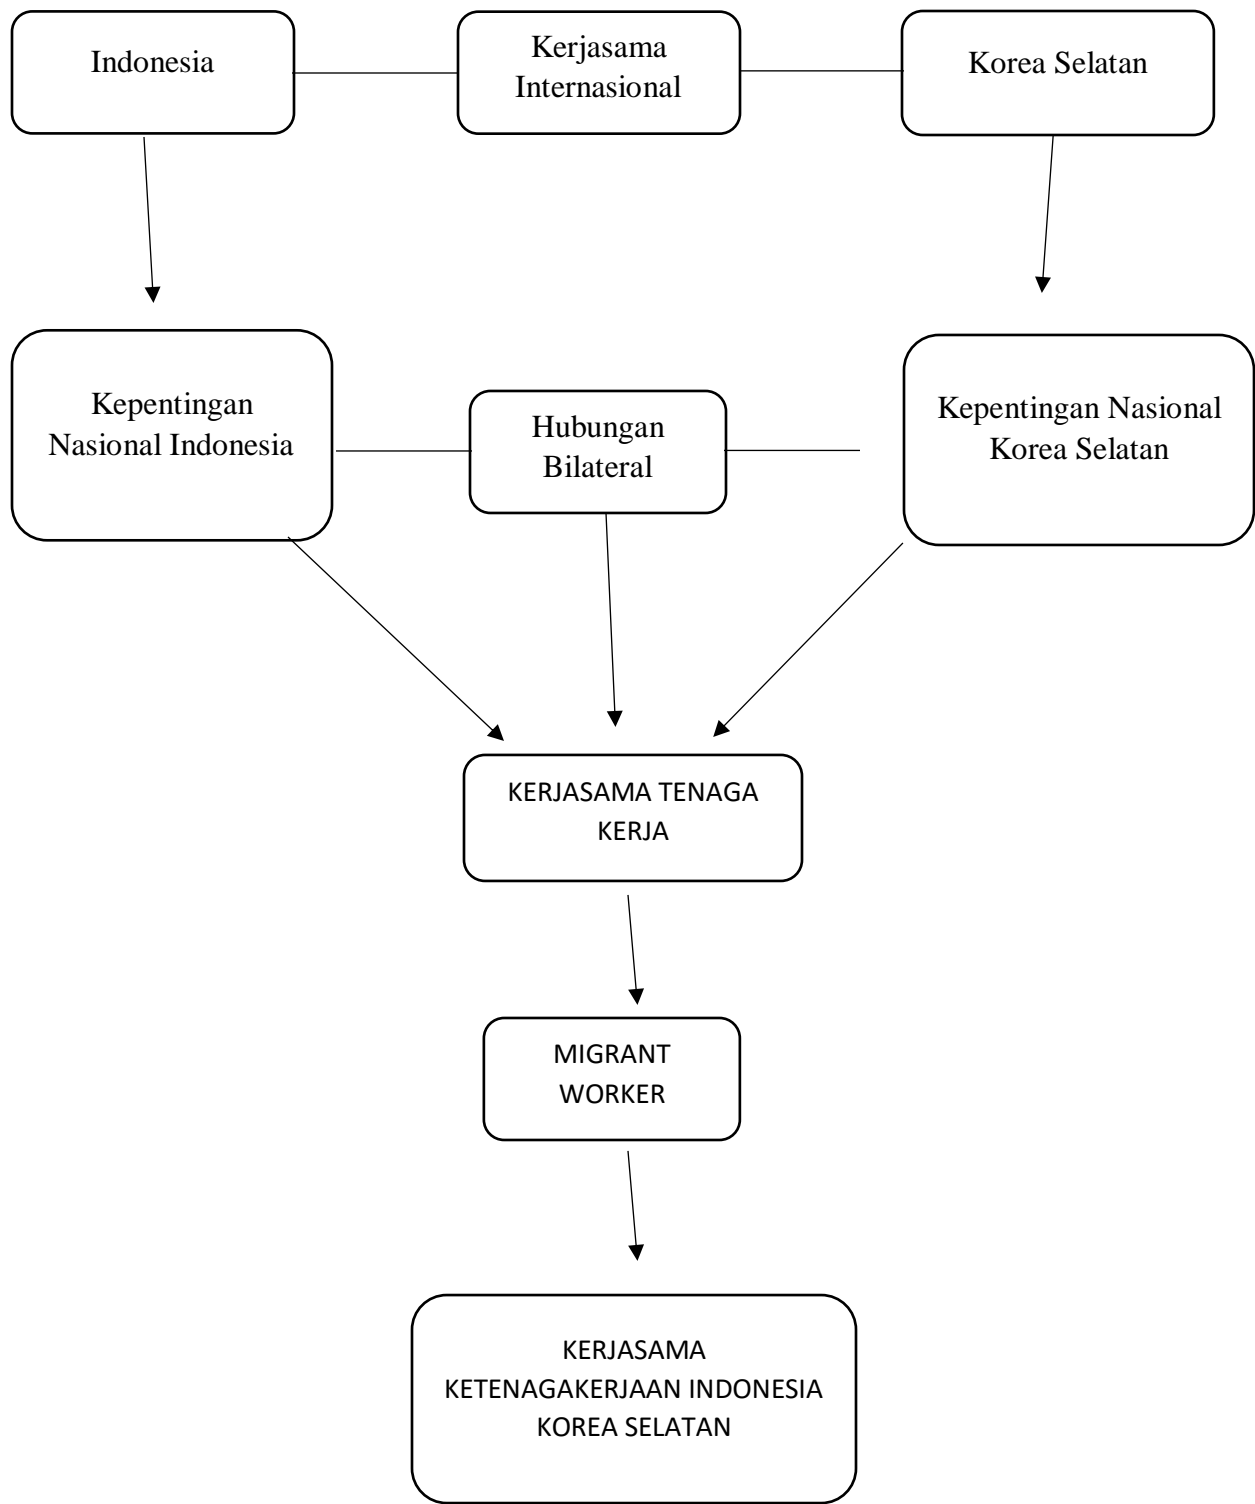 Indonesia
Kerjasama
Internasional
Korea Selatan
Kepentingan
Nasional Indonesia
Hubungan
Bilateral
Kepentingan Nasional
Korea Selatan
KERJASAMA TENAGA
KERJA
MIGRANT
WORKER
KERJASAMA
KETENAGAKERJAAN INDONESIA
KOREA SELATAN